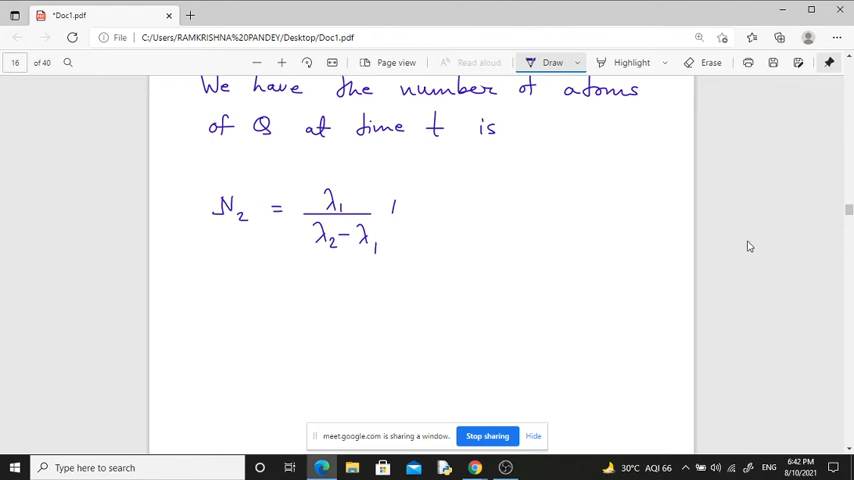 *Doc1.pdf
File C:/Users/RAMKRISHNA%20PANDEY/Desktop/Doc1.pdf
16 of 40 Page view Read aloud Draw Highlight Erase
We have the number of atoms
of Q at time t is
N₂ = λ₁ / (λ₂ − λ₁)
meet.google.com is sharing a window. Stop sharing Hide
Type here to search 30°C AQI 66 ENG 6:42 PM
8/10/2021